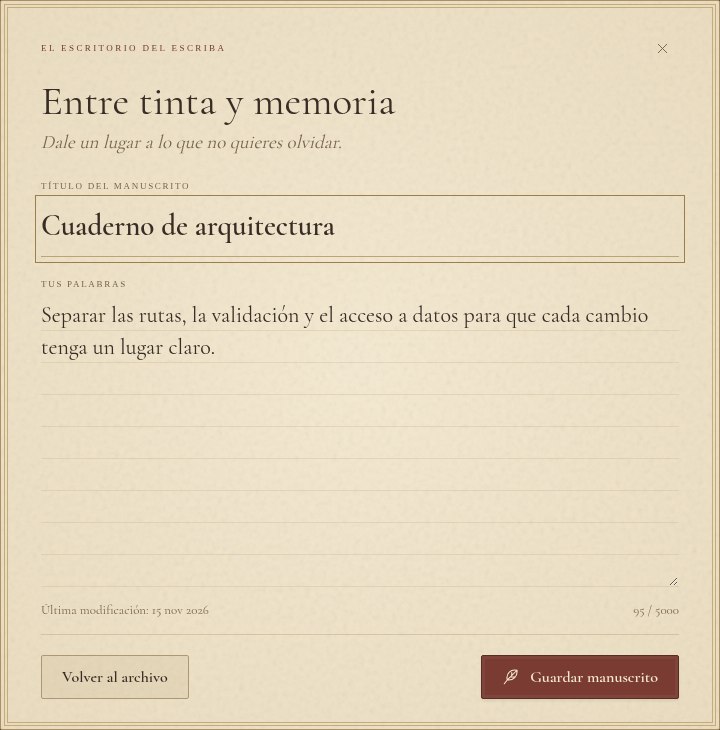 EL ESCRITORIO DEL ESCRIBA
Entre tinta y memoria
Dale un lugar a lo que no quieres olvidar.
TÍTULO DEL MANUSCRITO
Cuaderno de arquitectura
TUS PALABRAS
Separar las rutas, la validación y el acceso a datos para que cada cambio
tenga un lugar claro.
Última modificación: 15 nov 2026
95 / 5000
Volver al archivo
Guardar manuscrito